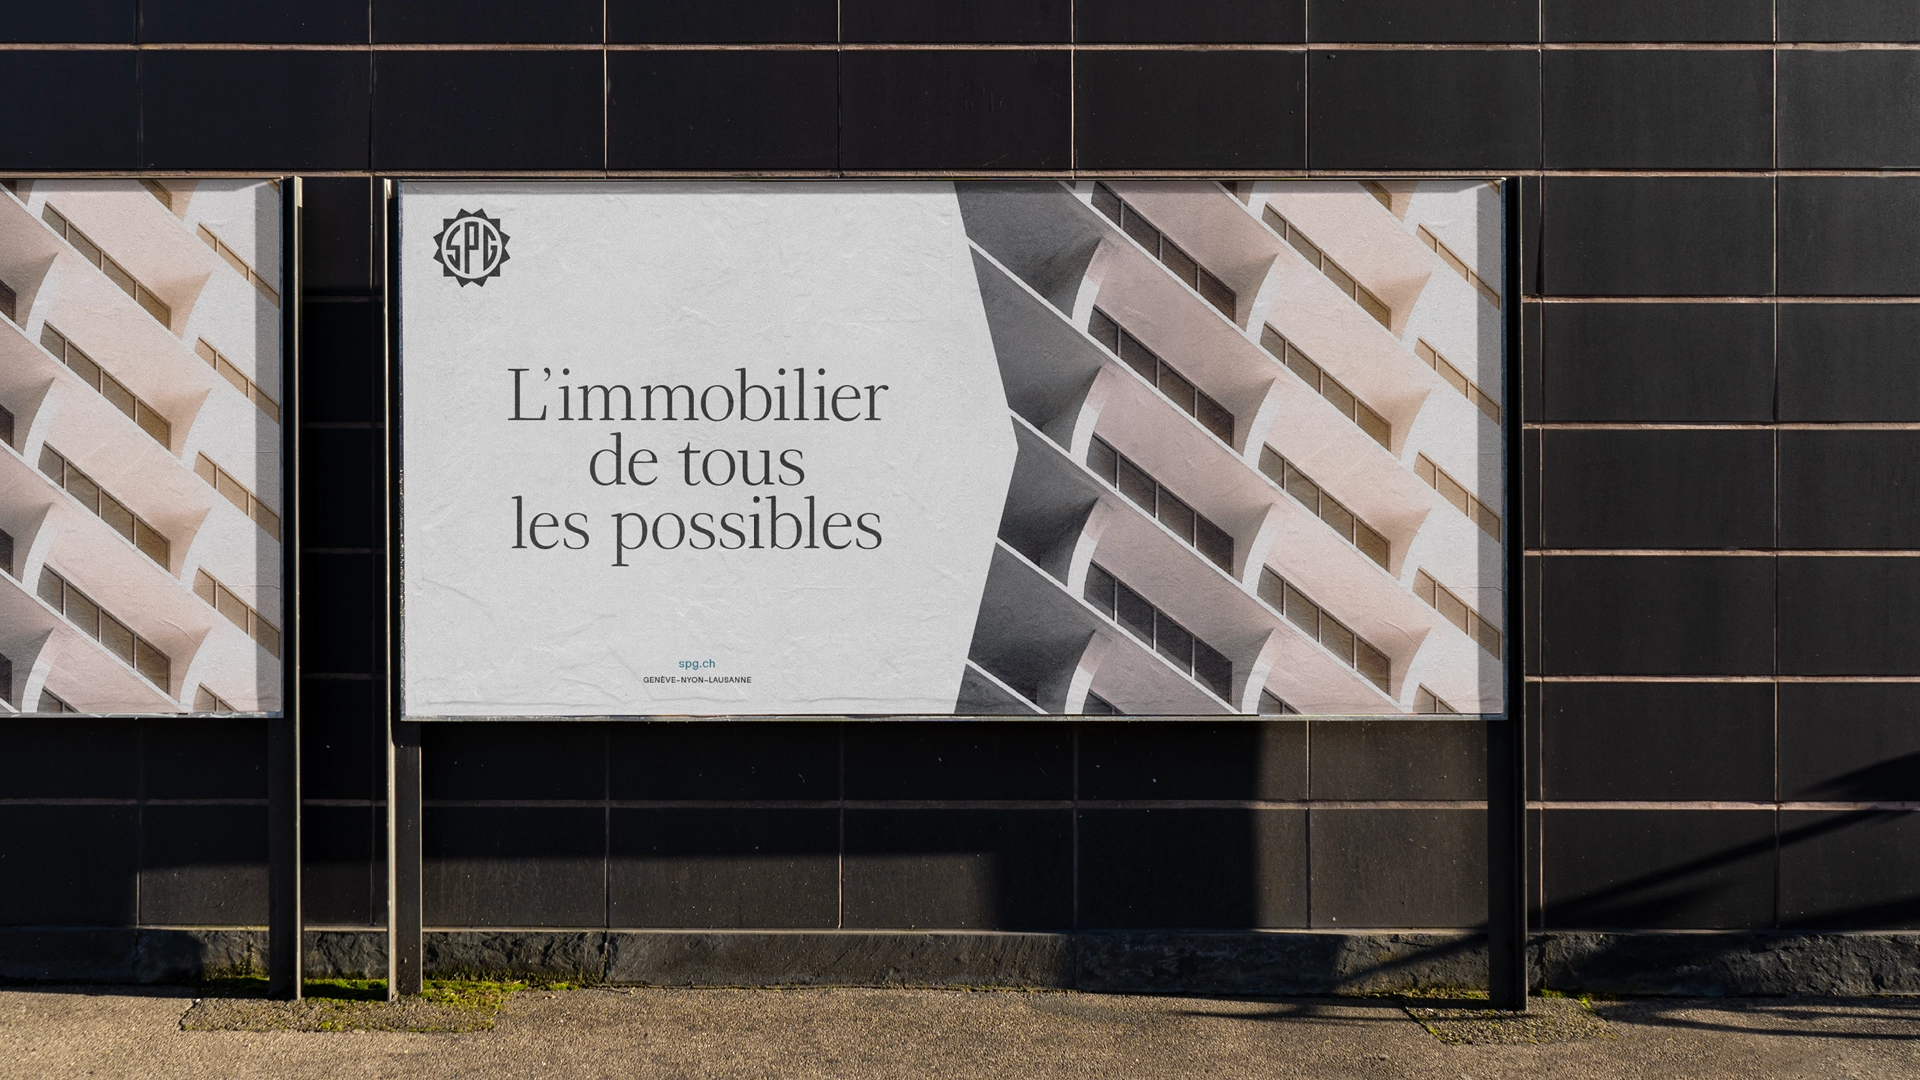 SPG
L’immobilier
de tous
les possibles
spg.ch
GENÈVE–NYON–LAUSANNE